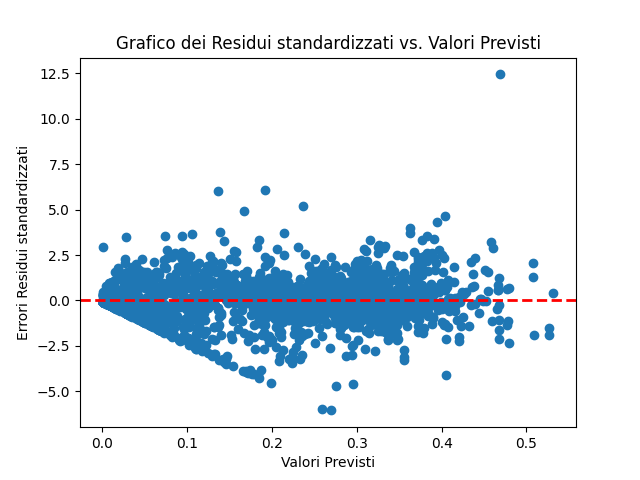 Grafico dei Residui standardizzati vs. Valori Previsti
12.5
10.0
7.5
5.0
2.5
0.0
−2.5
−5.0
Errori Residui standardizzati
0.0 0.1 0.2 0.3 0.4 0.5
Valori Previsti